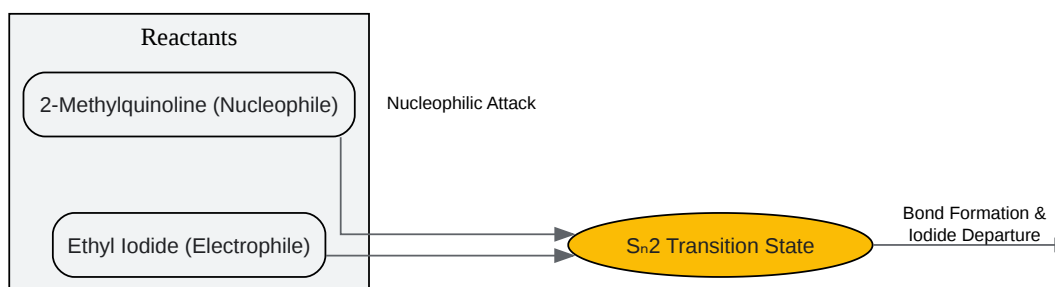 Reactants
2-Methylquinoline (Nucleophile)
Nucleophilic Attack
Ethyl Iodide (Electrophile)
Sₙ2 Transition State
Bond Formation &
Iodide Departure